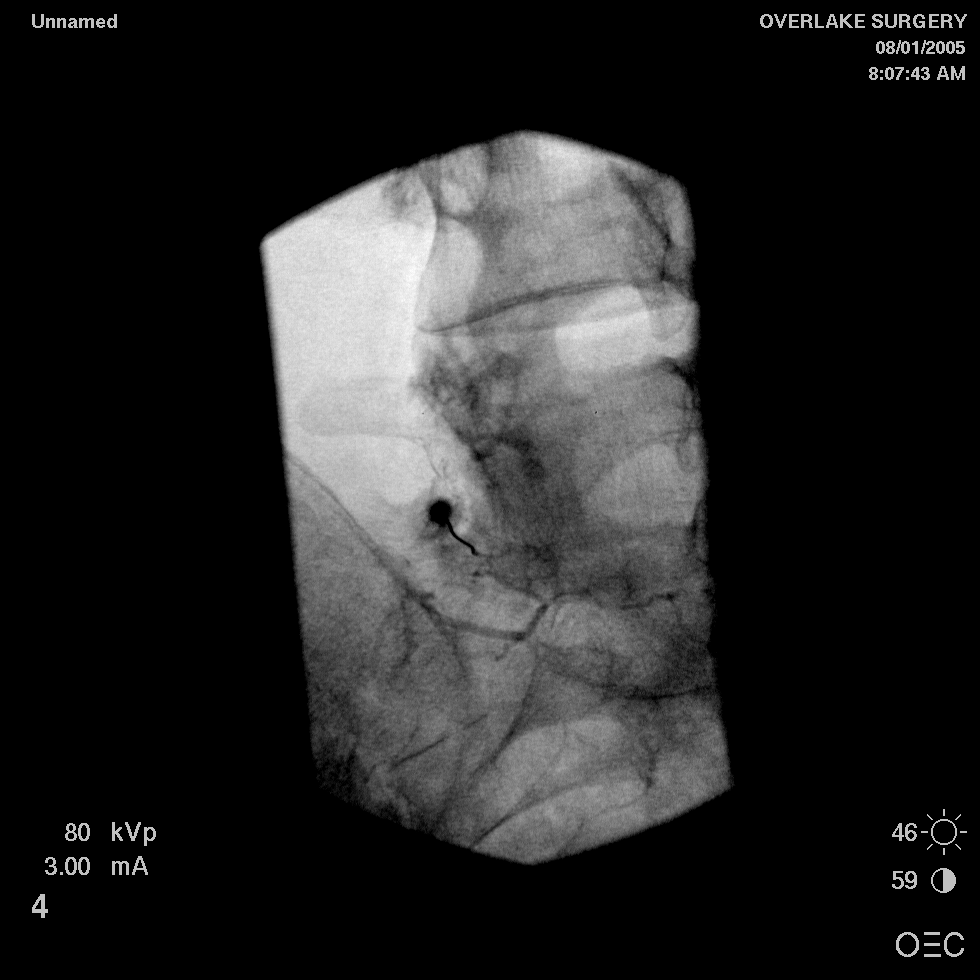 Unnamed
OVERLAKE SURGERY
08/01/2005
8:07:43 AM
80 kVp
3.00 mA
4
46
59
OEC